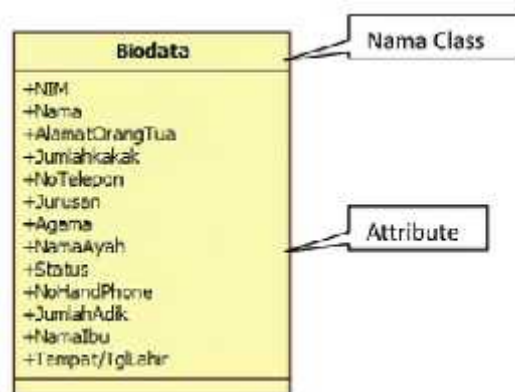 Biodata
Nama Class
+NIM
+Nama
+AlamatOrangTua
+Jumlahkakak
+NoTelepon
+Jurusan
+Agama
+NamaAyah
+Status
+NoHandPhone
+JumlahAdik
+NamaIbu
+Tempat/TglLahir
Attribute